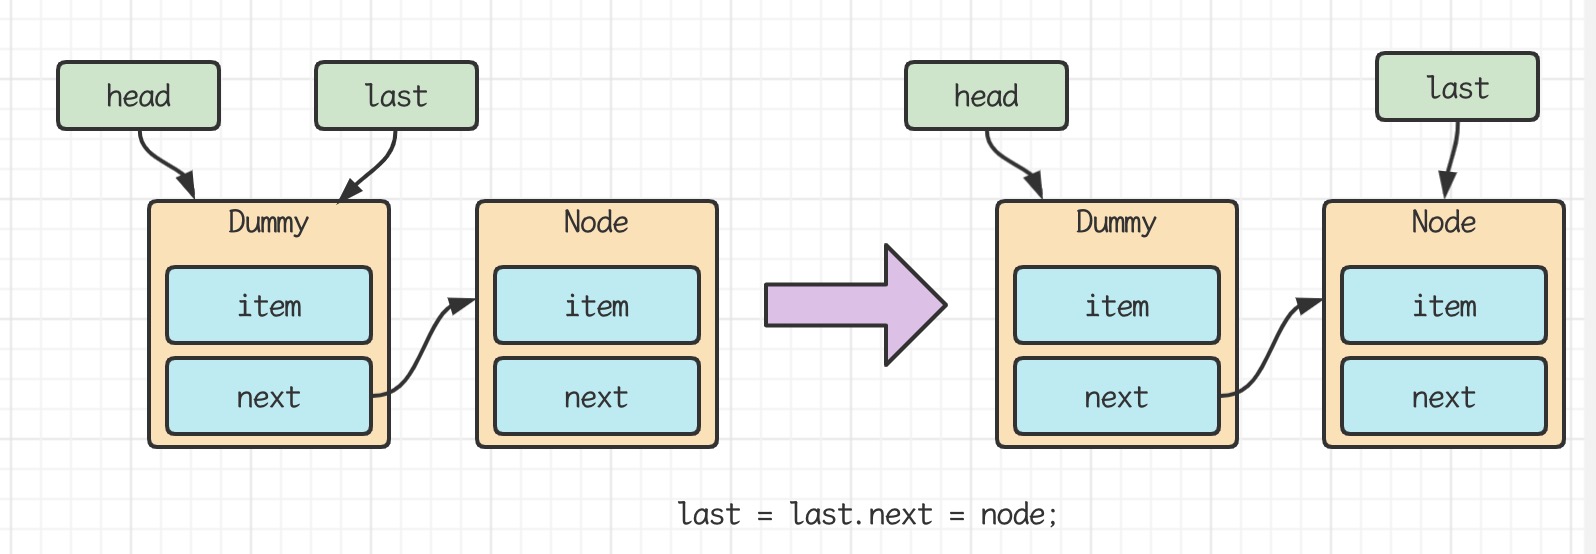 head
last
head
last
Dummy
Node
Dummy
Node
item
item
item
item
next
next
next
next
last = last.next = node;